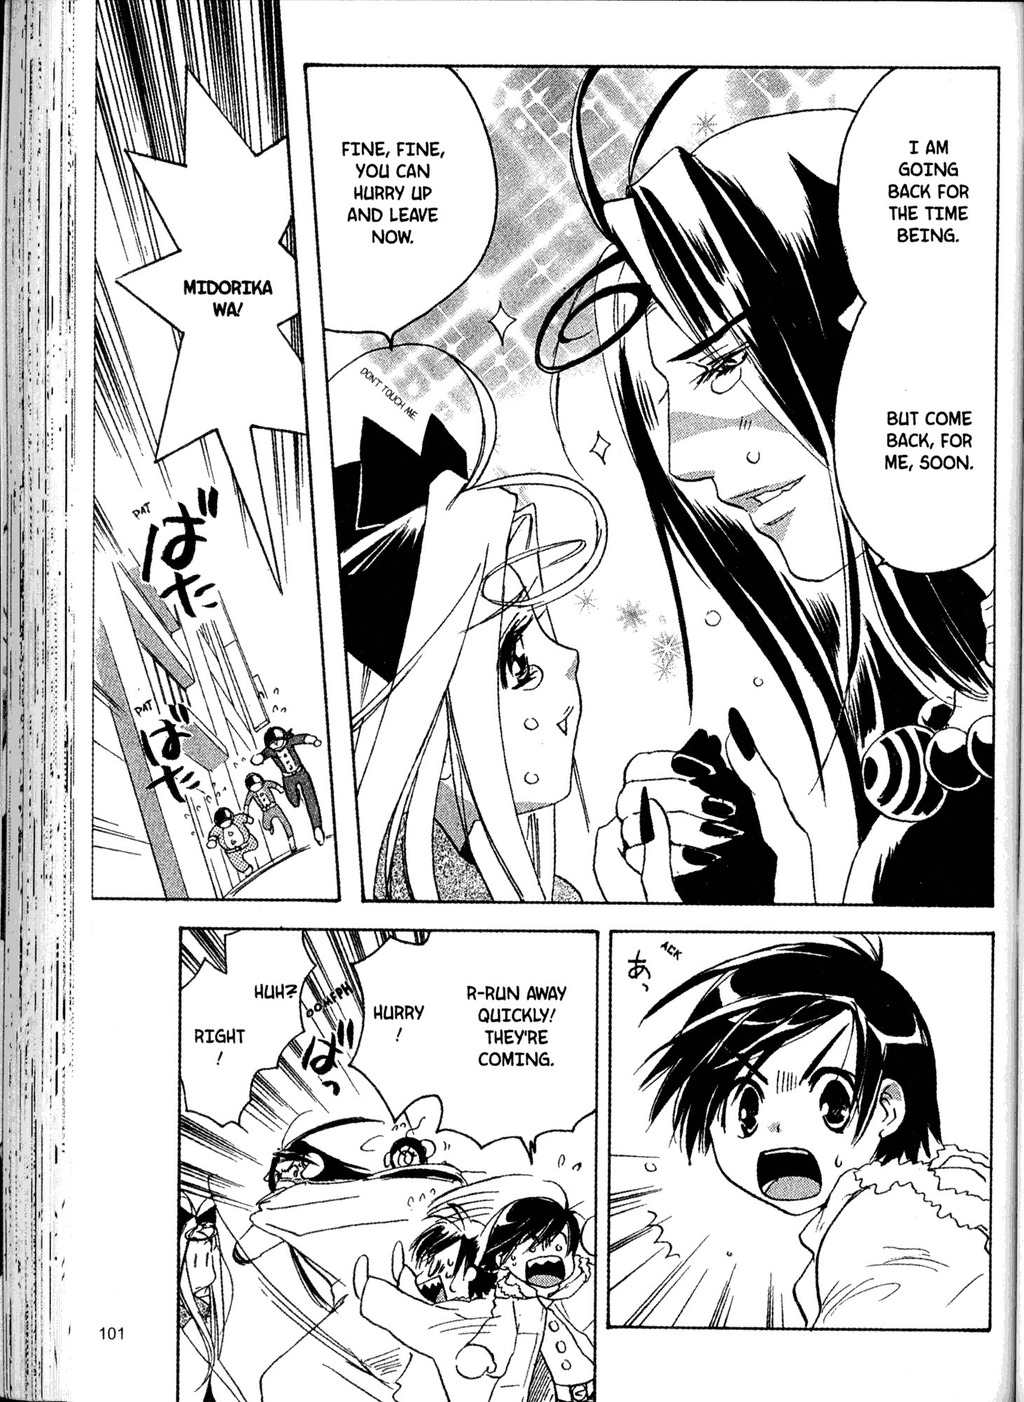 I AM
GOING
BACK FOR
THE TIME
BEING.
BUT COME
BACK, FOR
ME, SOON.
FINE, FINE,
YOU CAN
HURRY UP
AND LEAVE
NOW.
DON'T TOUCH ME.
MIDORIKA
WA!
PAT
ばた
PAT
ばた
ACK
あっ
R-RUN AWAY
QUICKLY!
THEY'RE
COMING.
HURRY
!
OOMFPH
ばっ
HUH?
RIGHT
!
101